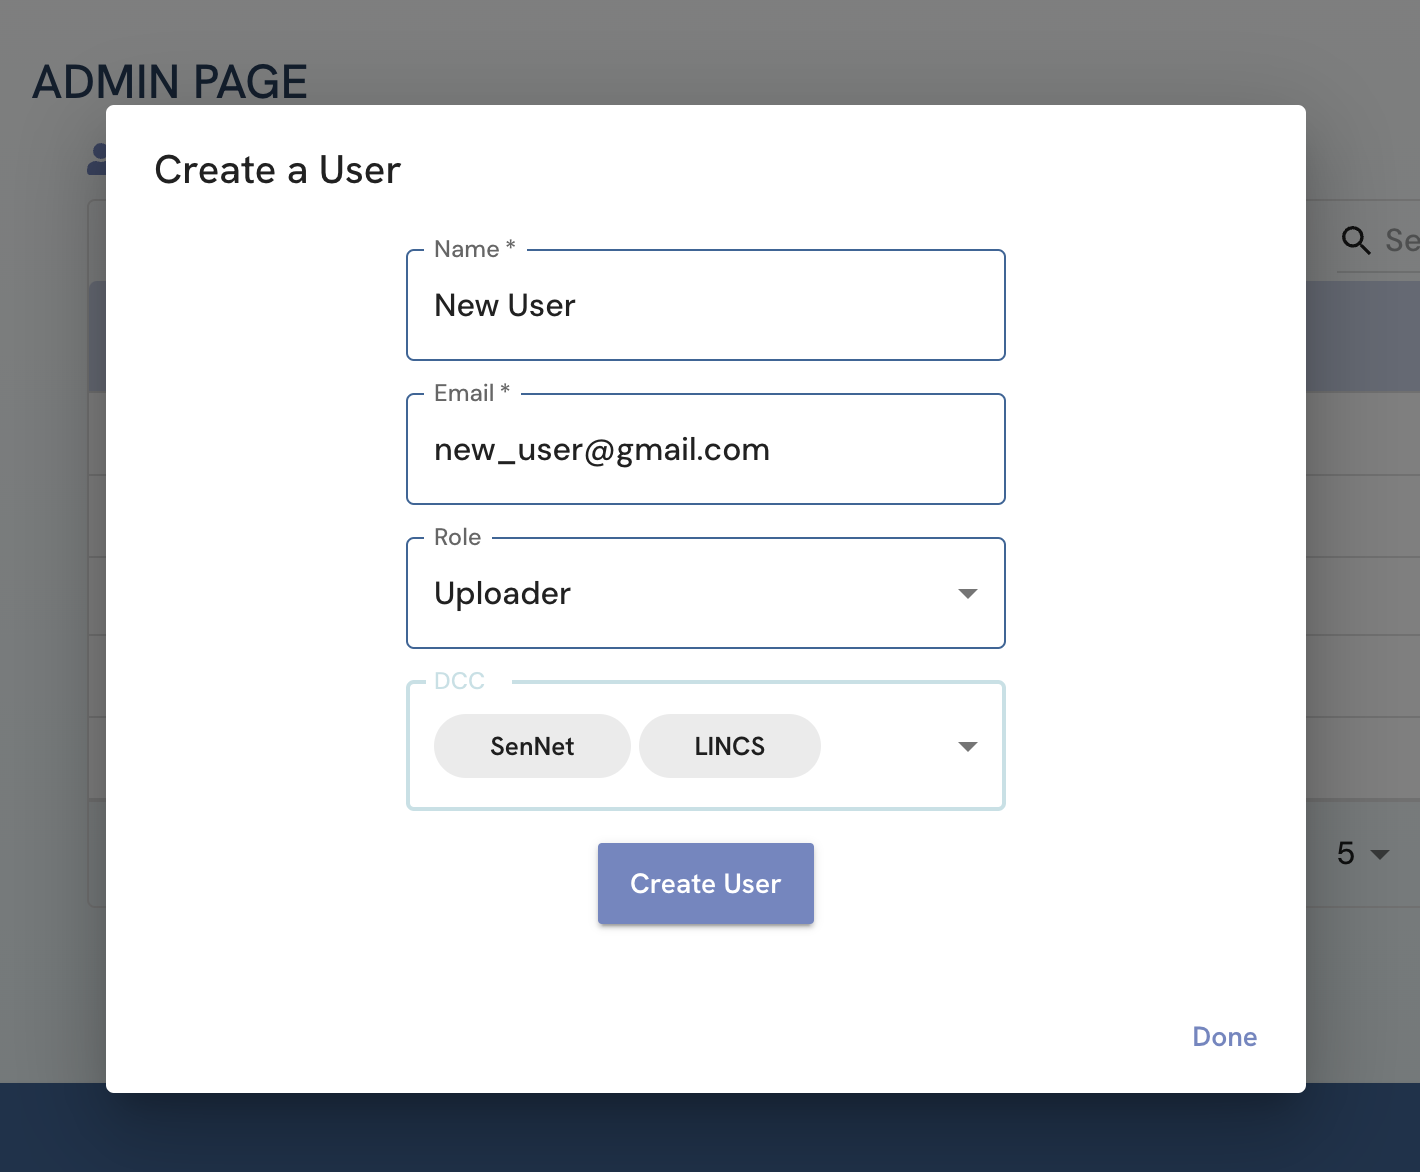 ADMIN PAGE
Create a User
Name *
New User
Se
Email *
new_user@gmail.com
Role
Uploader
DCC
SenNet LINCS
5
Create User
Done